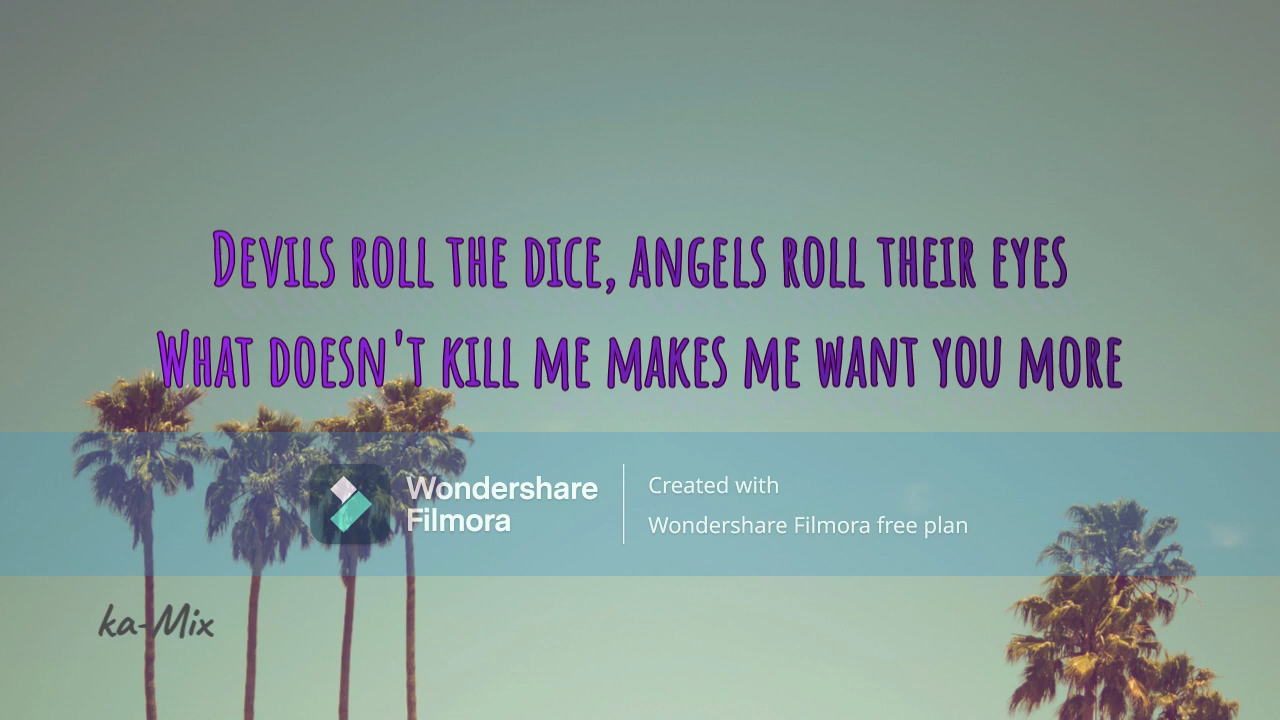 Devils roll the dice, angels roll their eyes
What doesn't kill me makes me want you more
Wondershare
Filmora
Created with
Wondershare Filmora free plan
ka-Mix